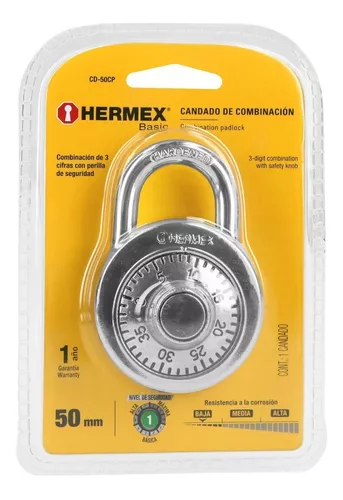 CD-50CP
HERMEX®
Basic
CANDADO DE COMBINACIÓN
Combination padlock
Combinación de 3
cifras con perilla
de seguridad
3-digit combination
with safety knob
HARDENED
HERMEX
5
10
15
20
25
30
35
1 año
Garantía
Warranty
50 mm
NIVEL DE SEGURIDAD
ALTA
MÁXIMA
1
BÁSICA
CONT.: 1 CANDADO
Resistencia a la corrosión
BAJA MEDIA ALTA